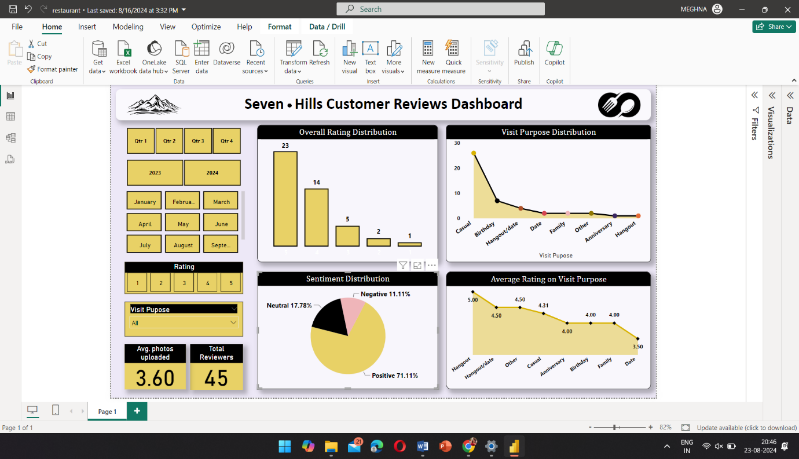 restaurant • Last saved: 8/16/2024 at 3:32 PM
Search
MEGHNA
File Home Insert Modeling View Optimize Help Format Data / Drill
Share
Paste
Cut
Copy
Format painter
Get data
Excel workbook
OneLake data hub
SQL Server
Enter data
Dataverse
Recent sources
Transform data
Refresh
New visual
Text box
More visuals
New measure
Quick measure
Sensitivity
Publish
Copilot
Clipboard Data Queries Insert Calculations Sensitivity Share Copilot
Seven • Hills Customer Reviews Dashboard
Qtr 1 Qtr 2 Qtr 3 Qtr 4
2023 2024
January Februa... March
April May June
July August Septe...
Rating
1 2 3 4 5
Visit Pupose
All
Avg. photos uploaded
3.60
Total Reviewers
45
Overall Rating Distribution
23
14
5
2
1
Visit Purpose Distribution
30
20
10
0
Casual Birthday Hangout/date Date Family Other Anniversary Hangout
Visit Pupose
Sentiment Distribution
Negative 11.11%
Neutral 17.78%
Positive 71.11%
Average Rating on Visit Purpose
5.00 4.50 4.50 4.31 4.00 4.00 4.00 3.50
Hangout Hangout/date Other Casual Anniversary Birthday Family Date
Filters
Visualizations
Data
Page 1
Page 1 of 1
82%
Update available (click to download)
ENG
IN
20:46
23-08-2024